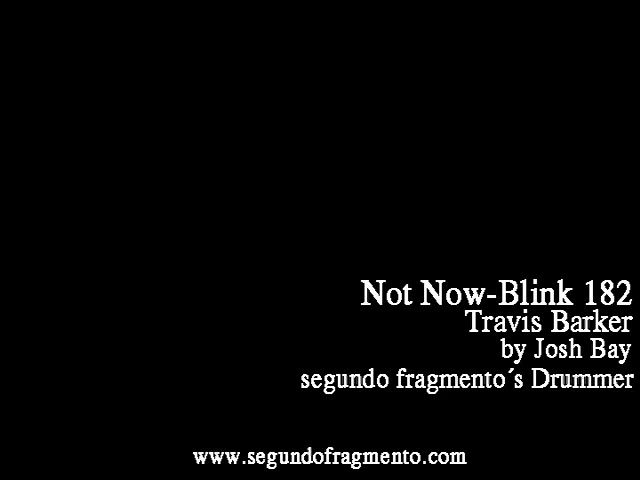 Not Now-Blink 182
Travis Barker
by Josh Bay
segundo fragmento´s Drummer
www.segundofragmento.com